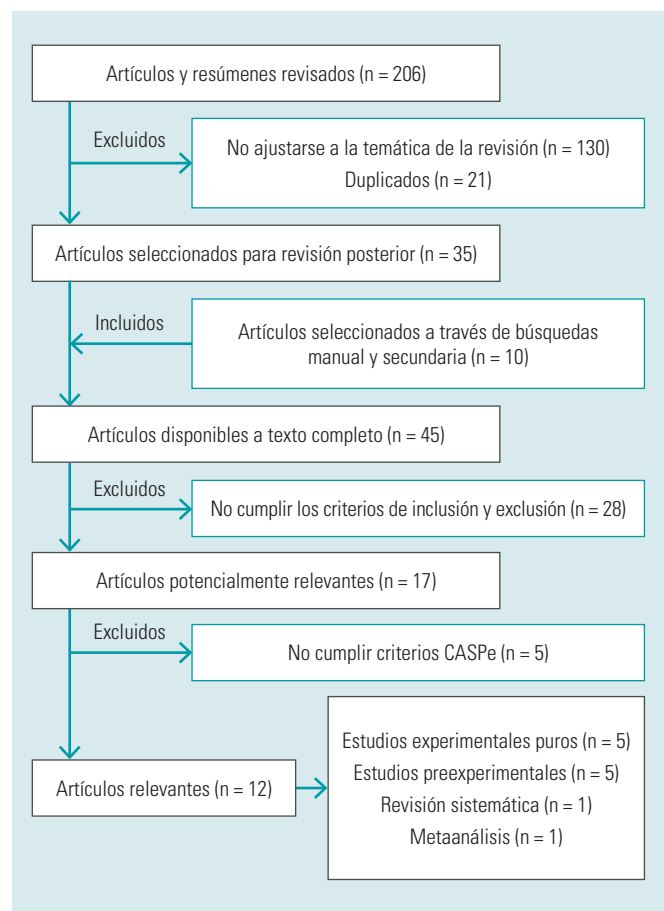 Artículos y resúmenes revisados (n = 206)
Excluidos
No ajustarse a la temática de la revisión (n = 130)
Duplicados (n = 21)
Artículos seleccionados para revisión posterior (n = 35)
Incluidos
Artículos seleccionados a través de búsquedas
manual y secundaria (n = 10)
Artículos disponibles a texto completo (n = 45)
Excluidos
No cumplir los criterios de inclusión y exclusión (n = 28)
Artículos potencialmente relevantes (n = 17)
Excluidos
No cumplir criterios CASPe (n = 5)
Artículos relevantes (n = 12)
Estudios experimentales puros (n = 5)
Estudios preexperimentales (n = 5)
Revisión sistemática (n = 1)
Metaanálisis (n = 1)